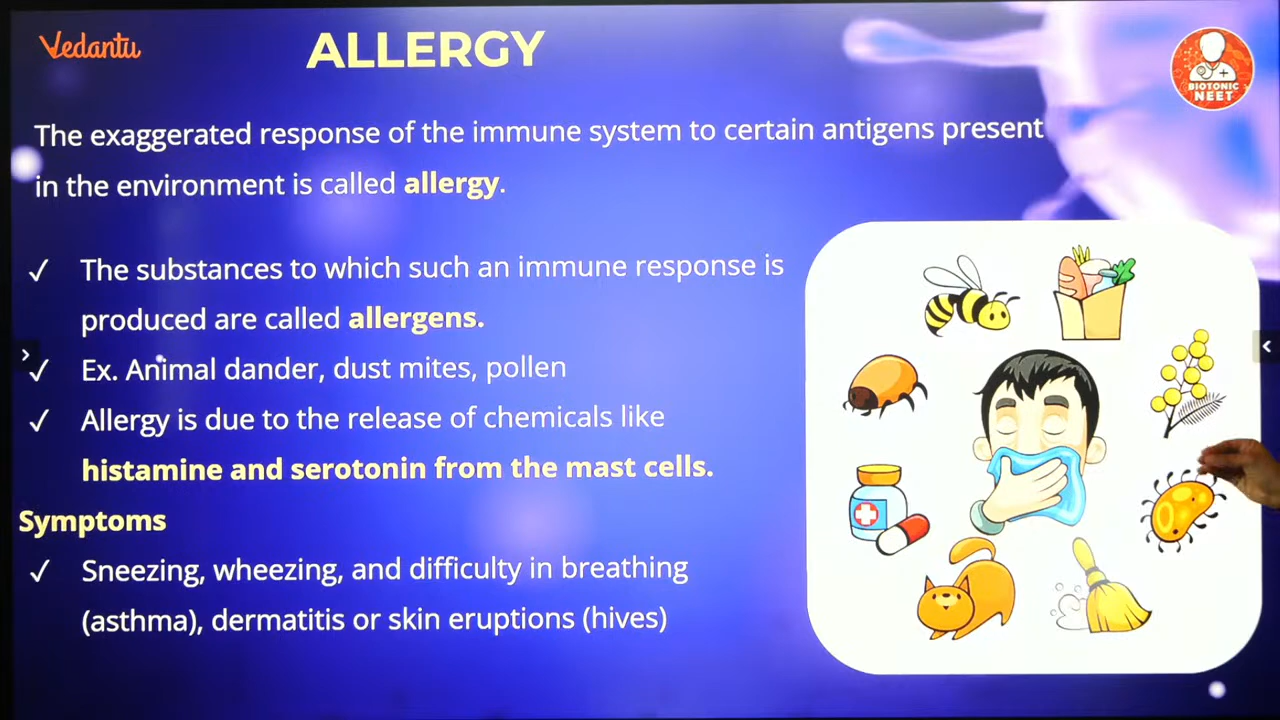 Vedantu
ALLERGY
BIOTONIC
NEET
The exaggerated response of the immune system to certain antigens present
in the environment is called allergy.
✓ The substances to which such an immune response is
produced are called allergens.
✓ Ex. Animal dander, dust mites, pollen
✓ Allergy is due to the release of chemicals like
histamine and serotonin from the mast cells.
Symptoms
✓ Sneezing, wheezing, and difficulty in breathing
(asthma), dermatitis or skin eruptions (hives)